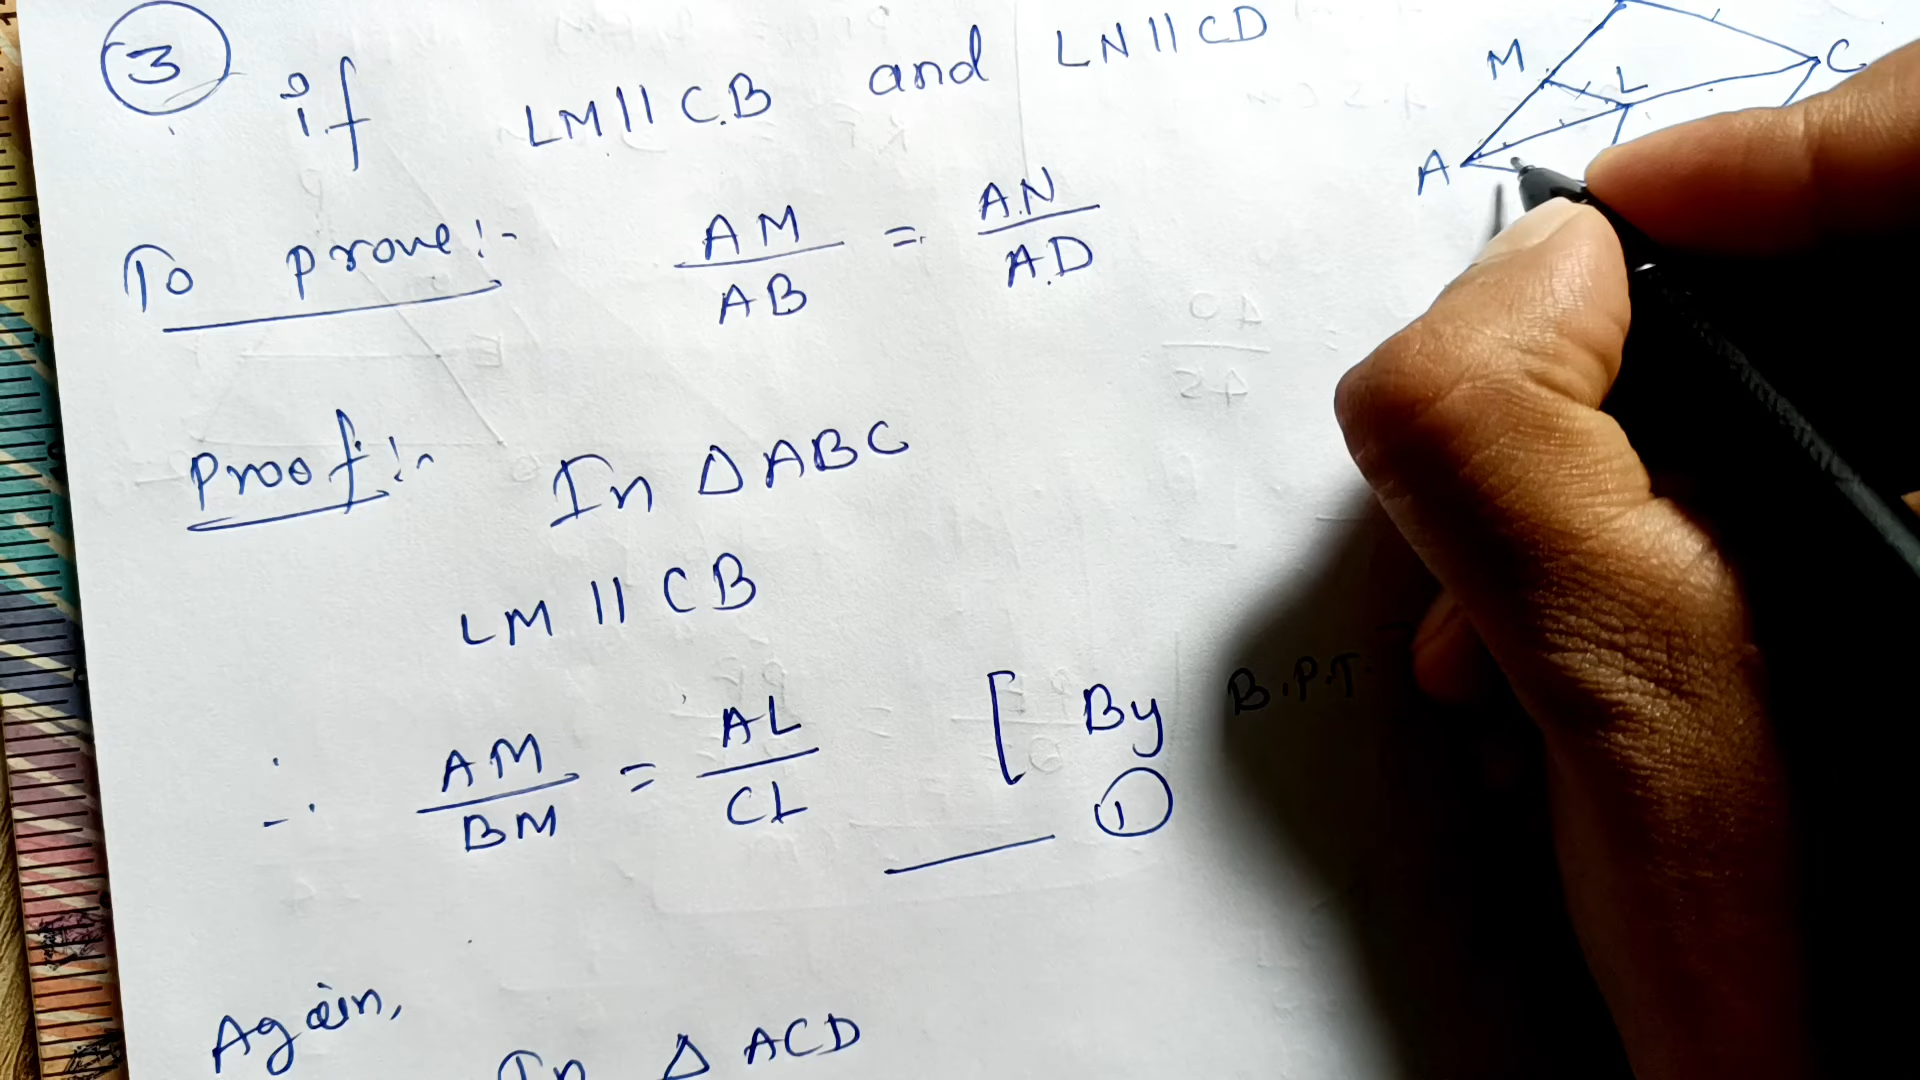 3 if LM || CB and LN || CD
M
L
C
A
To prove:- AM/AB = AN/AD
Proof:- In Δ ABC
LM || CB
∴ AM/BM = AL/CL [ By B.P.T.
1
Again,
In Δ ACD